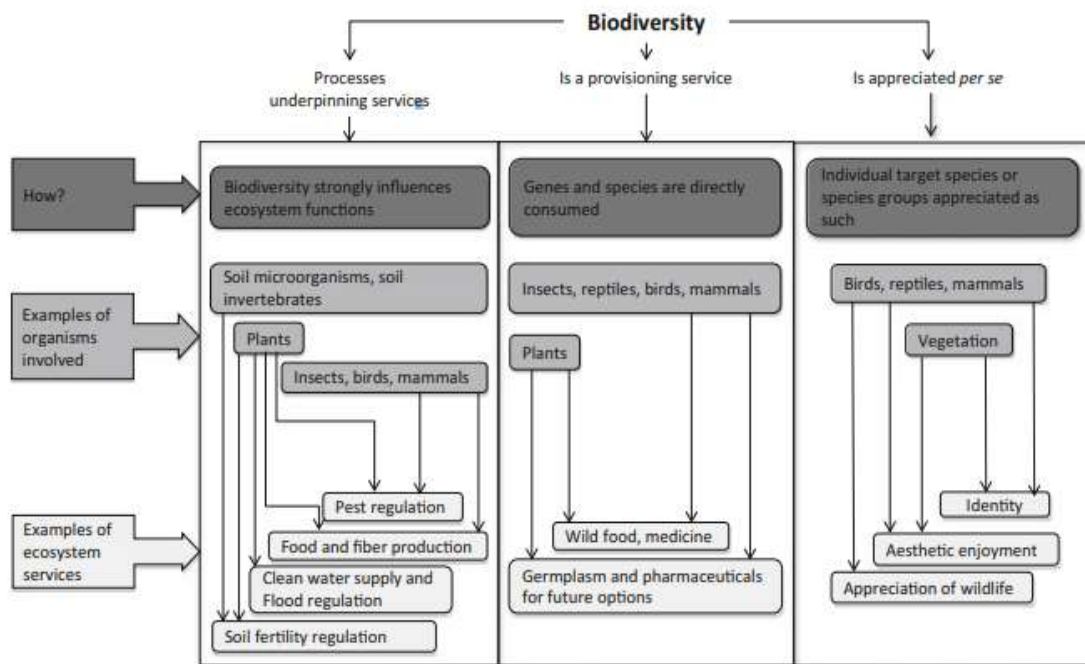 Biodiversity
Processes
underpinning services
Is a provisioning service
Is appreciated per se
How?
Biodiversity strongly influences
ecosystem functions
Genes and species are directly
consumed
Individual target species or
species groups appreciated as
such
Examples of
organisms
involved
Soil microorganisms, soil
invertebrates
Plants
Insects, birds, mammals
Insects, reptiles, birds, mammals
Plants
Birds, reptiles, mammals
Vegetation
Examples of
ecosystem
services
Pest regulation
Food and fiber production
Clean water supply and
Flood regulation
Soil fertility regulation
Wild food, medicine
Germplasm and pharmaceuticals
for future options
Identity
Aesthetic enjoyment
Appreciation of wildlife